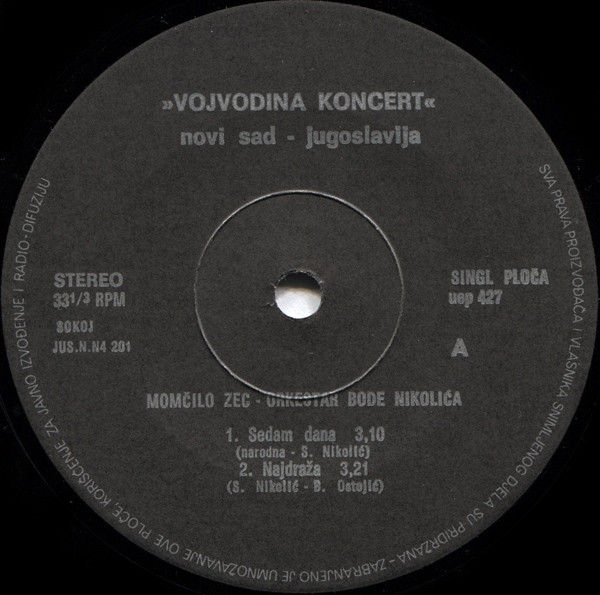 »VOJVODINA KONCERT«
novi sad - jugoslavija
STEREO
33 1/3 RPM
SOKOJ
JUS.N.N4 201
SINGL PLOČA
uep 427
A
MOMČILO ZEC - ORKESTAR BODE NIKOLIĆA
1. Sedam dana 3,10
(narodna - S. Nikolić)
2. Najdraža 3,21
(S. Nikolić - B. Ostojić)
SVA PRAVA PROIZVOĐAČA I VLASNIKA SNIMLJENOG DJELA SU PRIDRŽANA - ZABRANJENO JE UMNOŽAVANJE OVE PLOČE, KORIŠĆENJE ZA JAVNO IZVOĐENJE I RADIO-DIFUZIJU